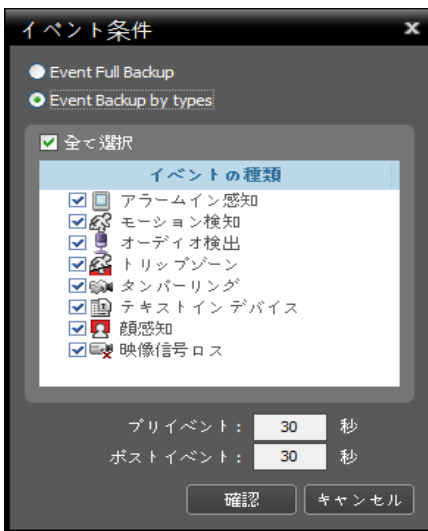 イベント条件
Event Full Backup
Event Backup by types
全て選択
イベントの種類
アラームイン感知
モーション検知
オーディオ検出
トリップゾーン
タンパーリング
テキストイン デバイス
顔感知
映像信号ロス
プリイベント: 30 秒
ポストイベント: 30 秒
確認 キャンセル